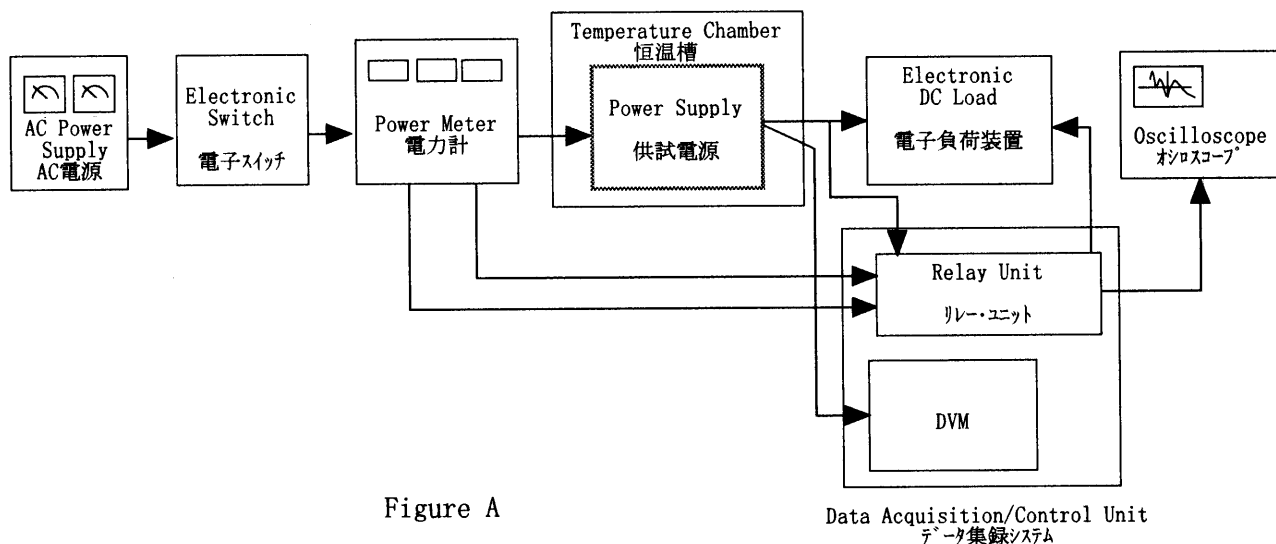 AC Power
Supply
AC電源
Electronic
Switch
電子スイッチ
Power Meter
電力計
Temperature Chamber
恒温槽
Power Supply
供試電源
Electronic
DC Load
電子負荷装置
Oscilloscope
オシロスコープ
Relay Unit
リレー・ユニット
DVM
Figure A
Data Acquisition/Control Unit
データ集録システム